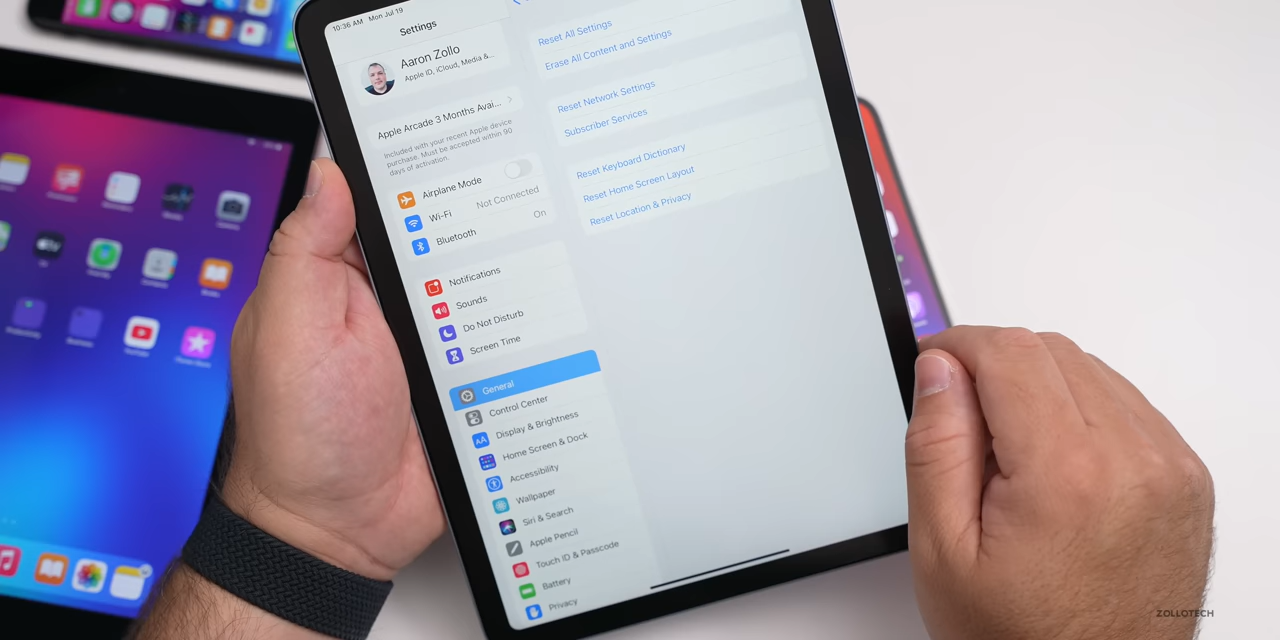 10:36 AM Mon Jul 19
Settings
Aaron Zollo
Apple ID, iCloud, Media &...
Apple Arcade 3 Months Avai...
Included with your recent Apple device
purchase. Must be accepted within 90
days of activation.
Airplane Mode
Wi-Fi Not Connected
Bluetooth On
Notifications
Sounds
Do Not Disturb
Screen Time
General
Control Center
AA Display & Brightness
Home Screen & Dock
Accessibility
Wallpaper
Siri & Search
Apple Pencil
Touch ID & Passcode
Battery
Privacy
Reset All Settings
Erase All Content and Settings
Reset Network Settings
Subscriber Services
Reset Keyboard Dictionary
Reset Home Screen Layout
Reset Location & Privacy
ZOLLOTECH